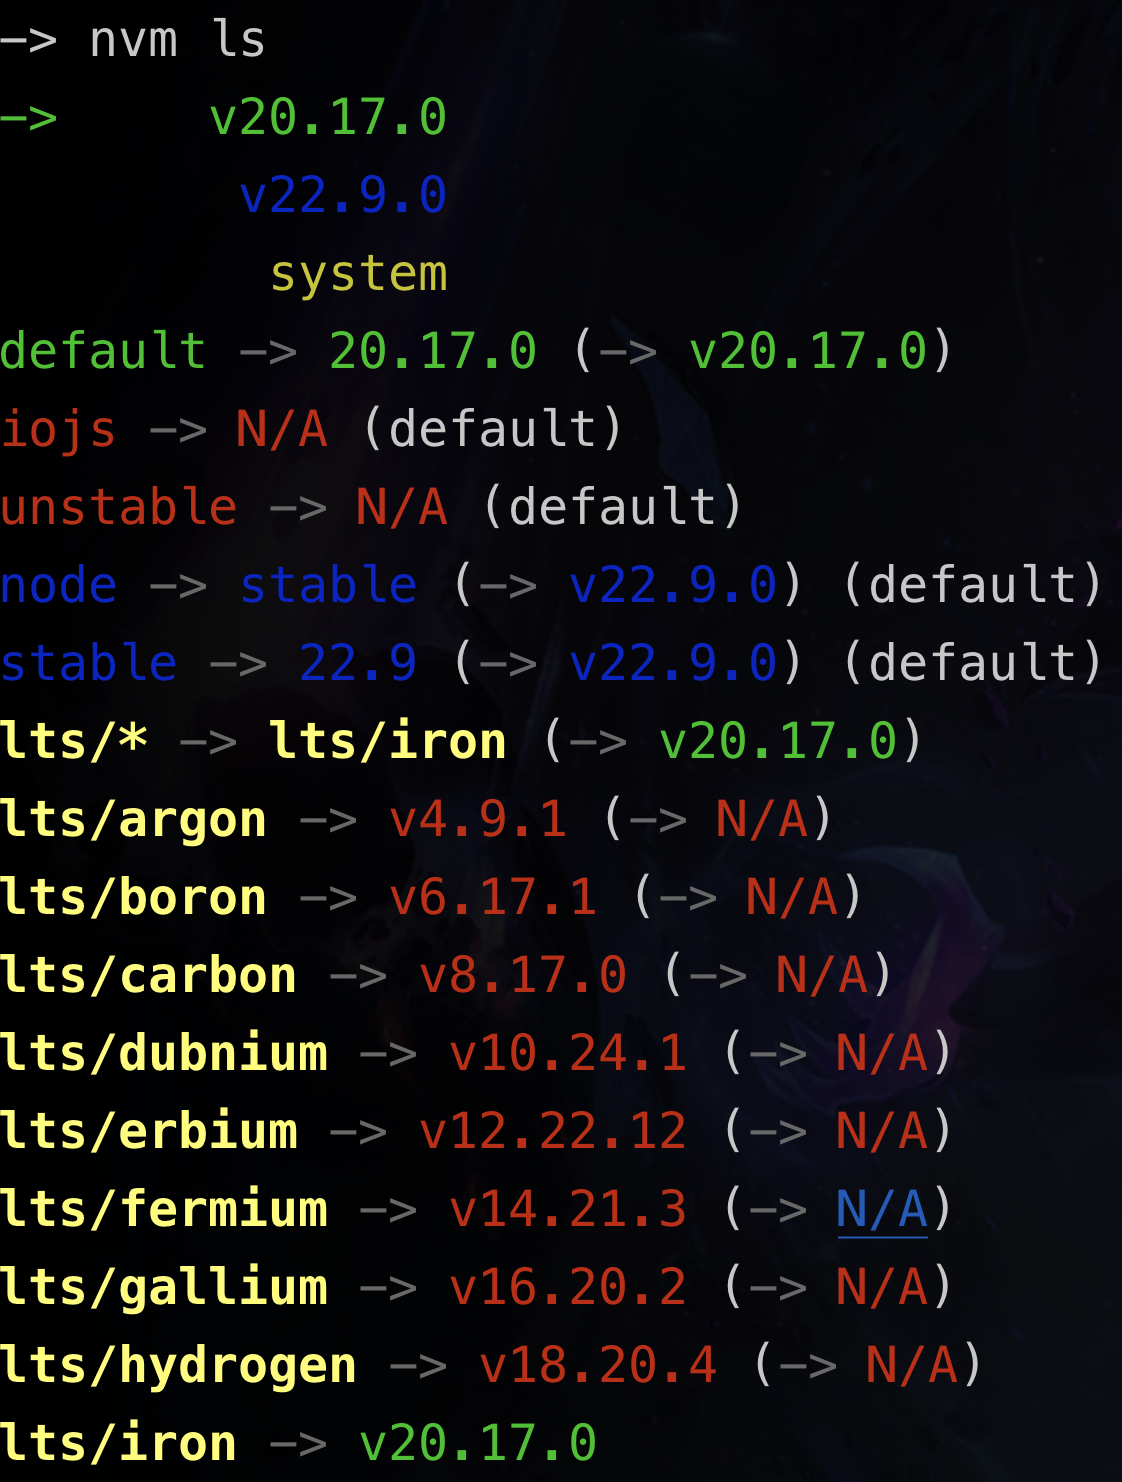 -> nvm ls
->     v20.17.0
        v22.9.0
         system
default -> 20.17.0 (-> v20.17.0)
iojs -> N/A (default)
unstable -> N/A (default)
node -> stable (-> v22.9.0) (default)
stable -> 22.9 (-> v22.9.0) (default)
lts/* -> lts/iron (-> v20.17.0)
lts/argon -> v4.9.1 (-> N/A)
lts/boron -> v6.17.1 (-> N/A)
lts/carbon -> v8.17.0 (-> N/A)
lts/dubnium -> v10.24.1 (-> N/A)
lts/erbium -> v12.22.12 (-> N/A)
lts/fermium -> v14.21.3 (-> N/A)
lts/gallium -> v16.20.2 (-> N/A)
lts/hydrogen -> v18.20.4 (-> N/A)
lts/iron -> v20.17.0